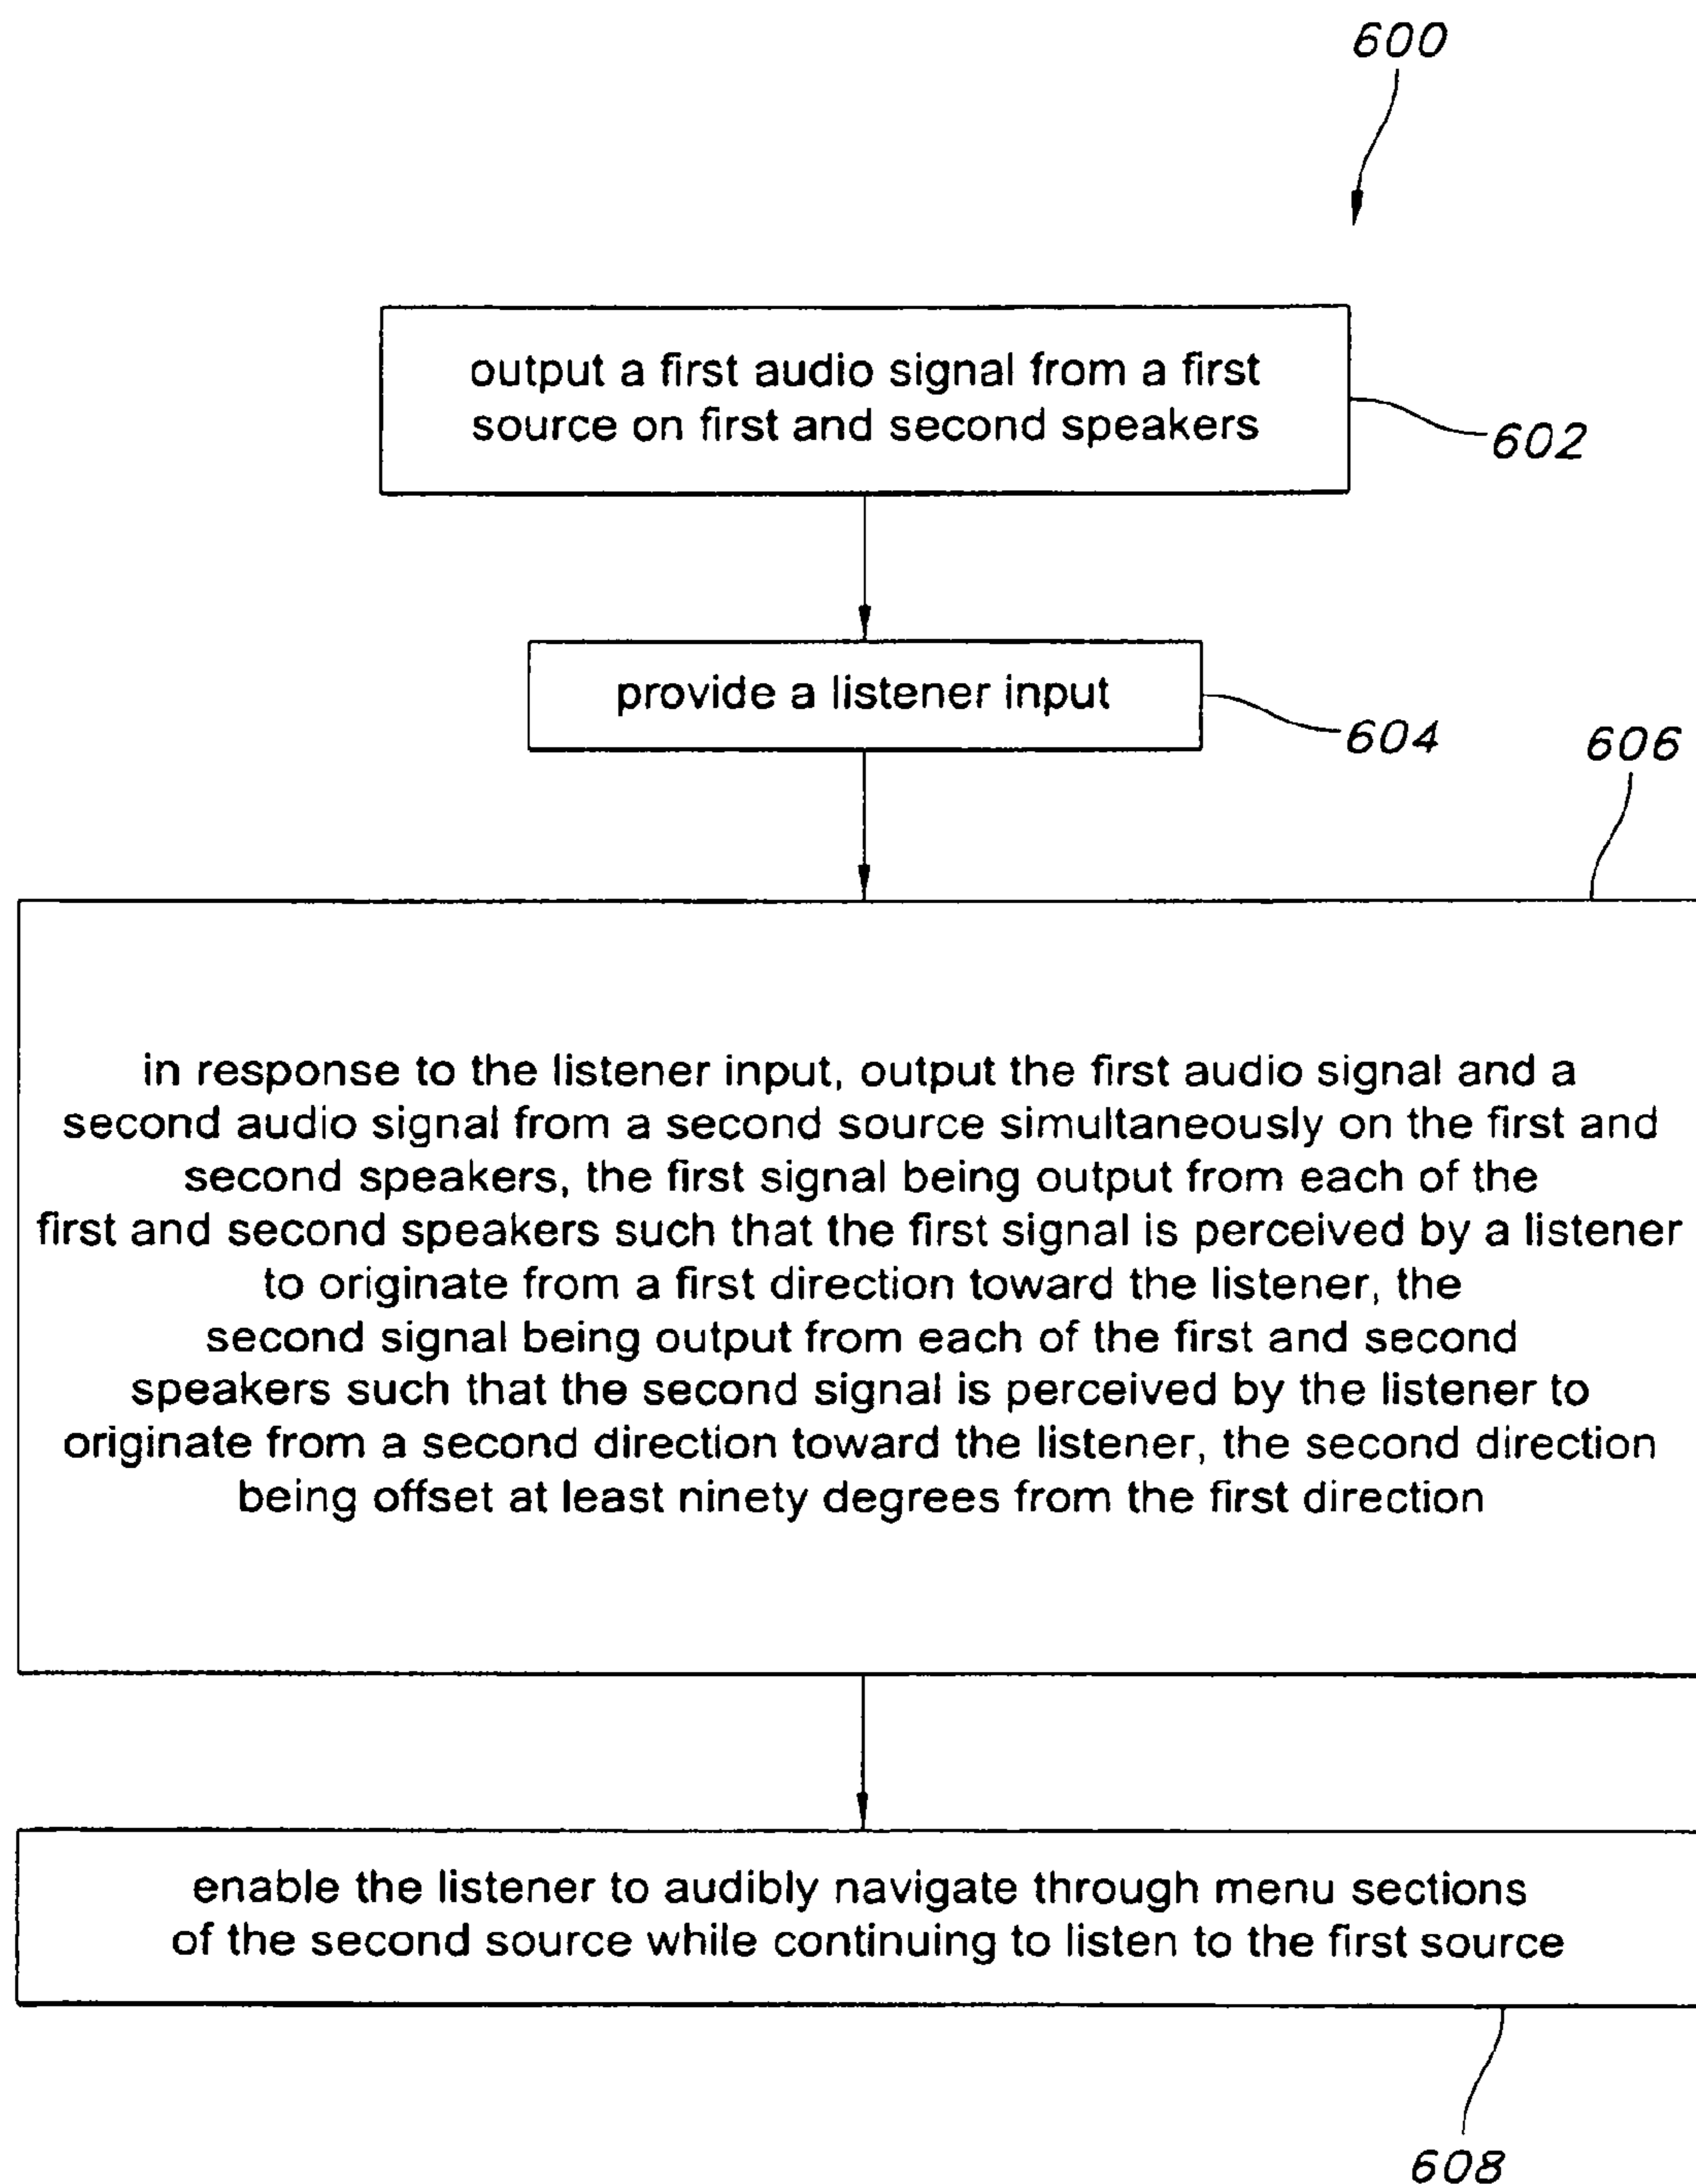 600
output a first audio signal from a first
source on first and second speakers
602
provide a listener input
604
606
in response to the listener input, output the first audio signal and a
second audio signal from a second source simultaneously on the first and
second speakers, the first signal being output from each of the
first and second speakers such that the first signal is perceived by a listener
to originate from a first direction toward the listener, the
second signal being output from each of the first and second
speakers such that the second signal is perceived by the listener to
originate from a second direction toward the listener, the second direction
being offset at least ninety degrees from the first direction
enable the listener to audibly navigate through menu sections
of the second source while continuing to listen to the first source
608